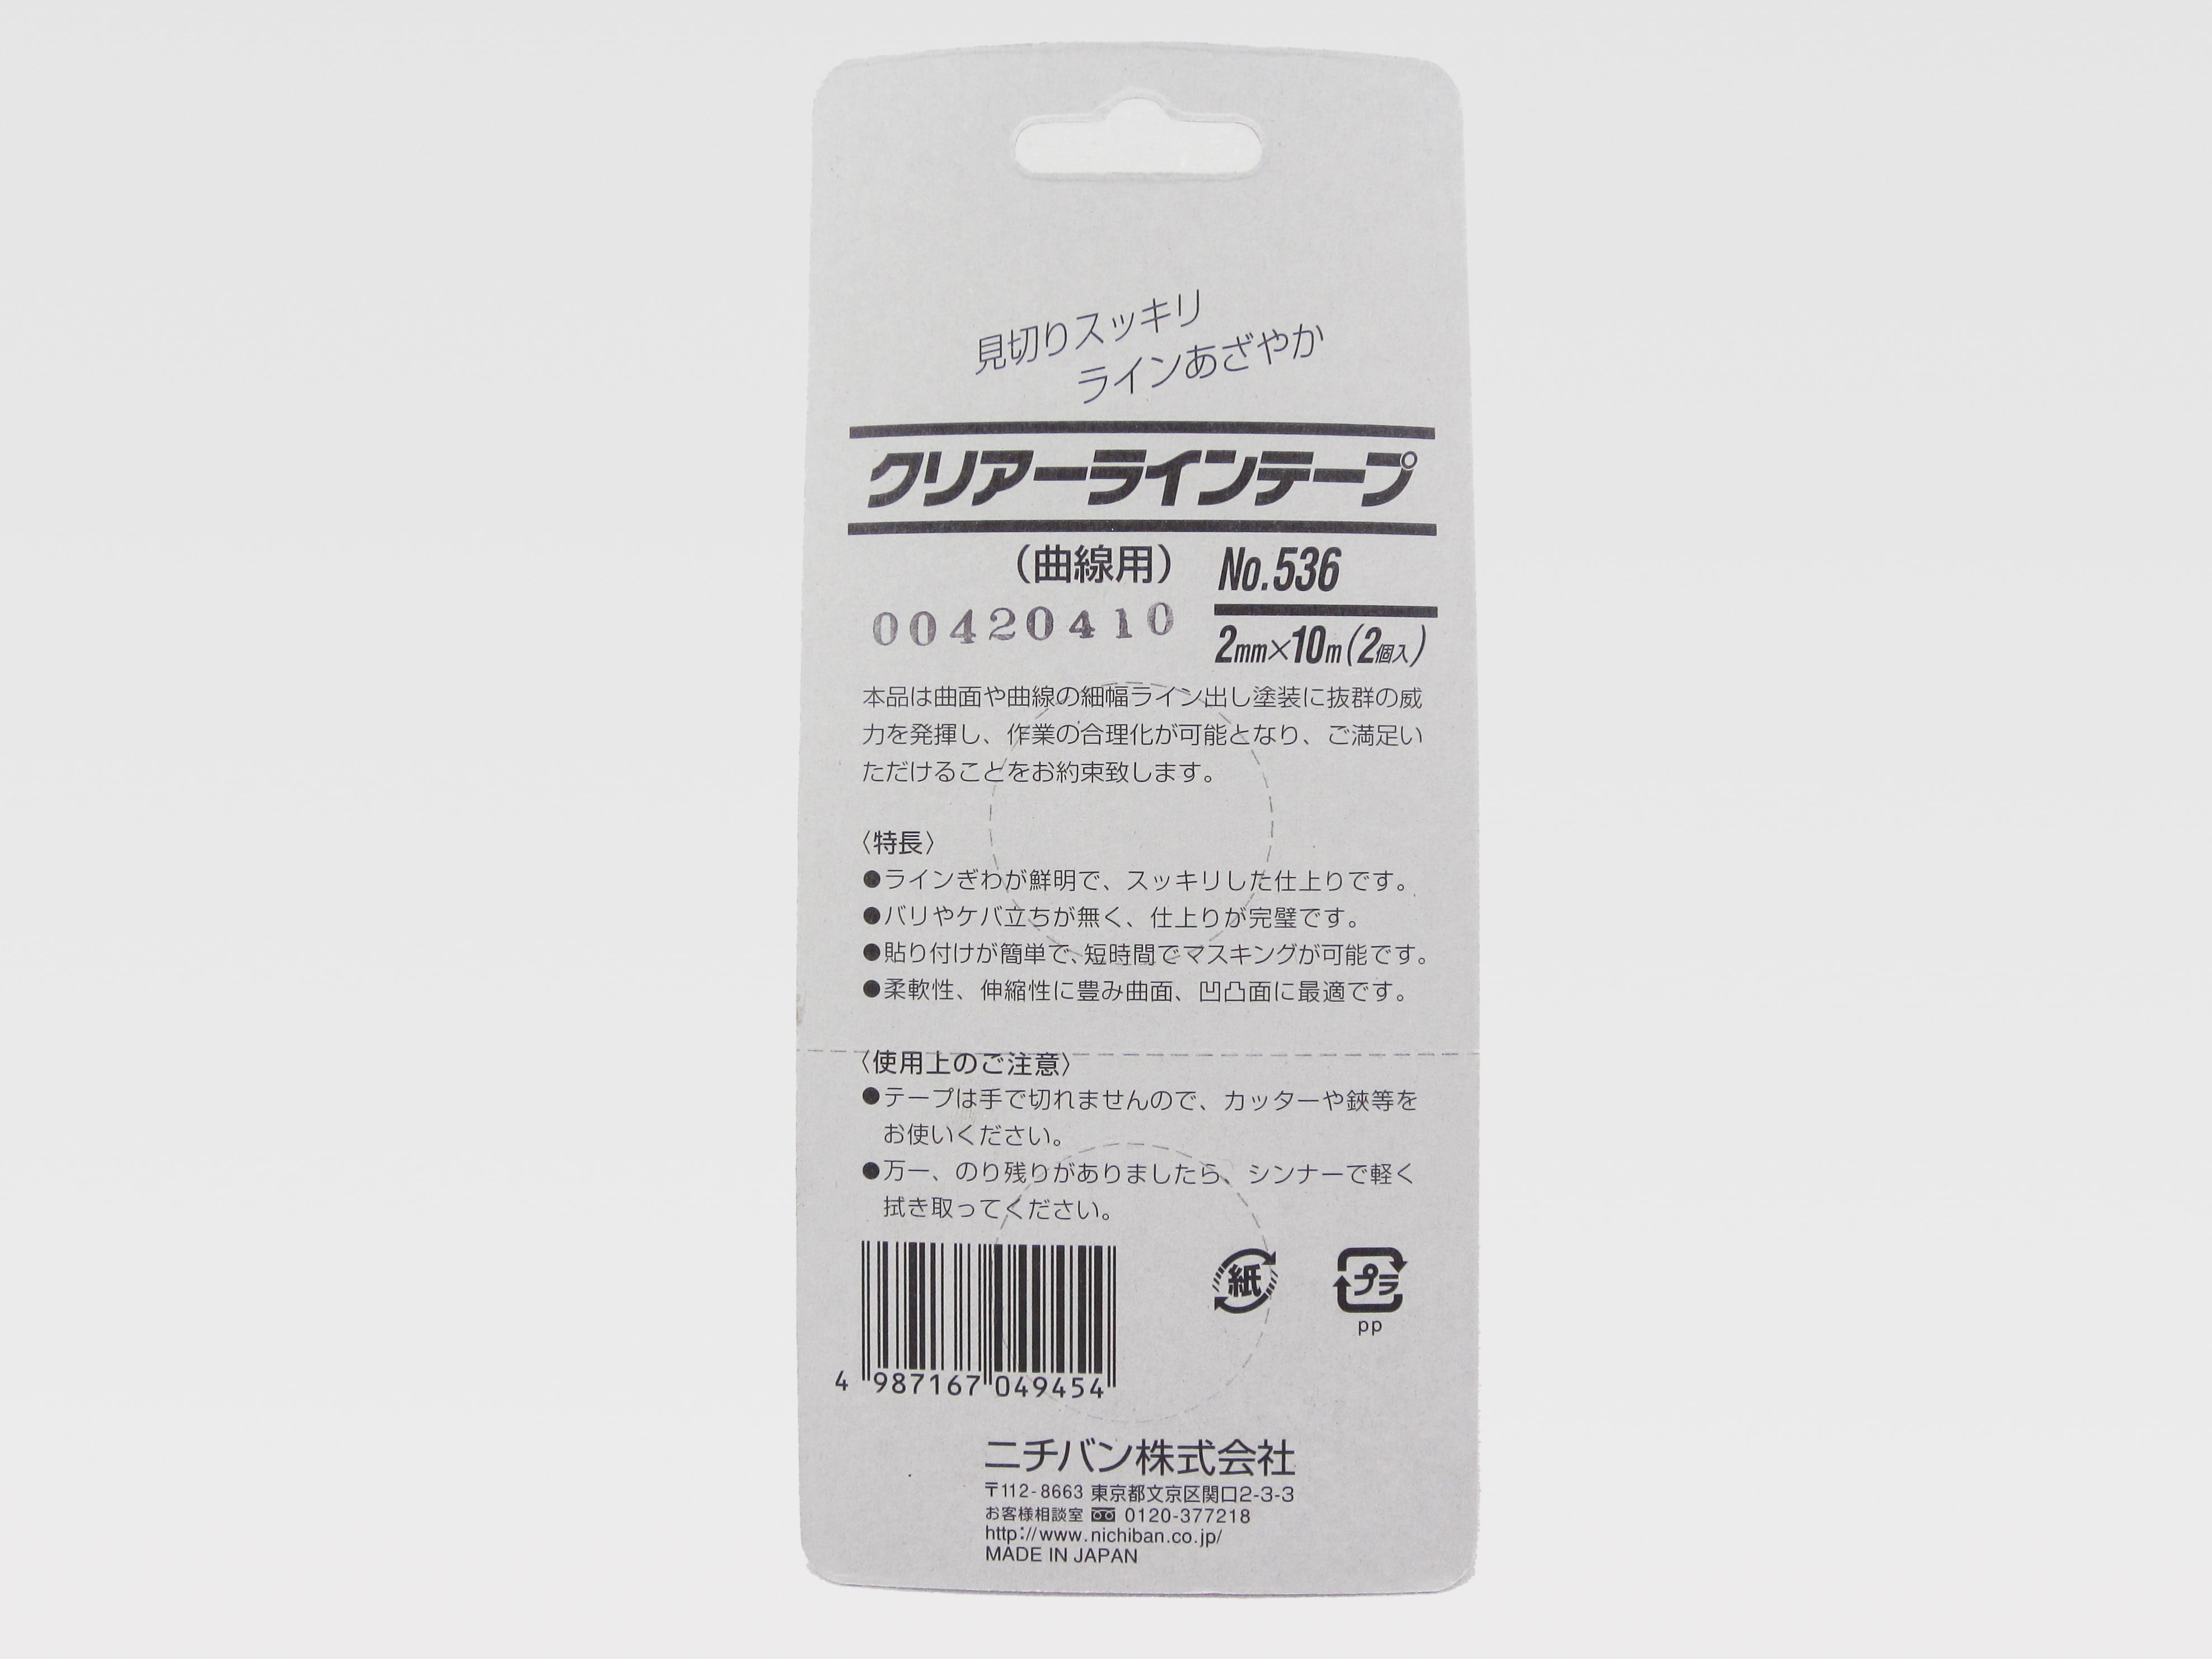 見切りスッキリ
ラインあざやか
クリアーラインテープ
（曲線用）
No.536
00420410
2mm×10m(2個入)
本品は曲面や曲線の細幅ライン出し塗装に抜群の威
力を発揮し、作業の合理化が可能となり、ご満足い
ただけることをお約束致します。
〈特長〉
●ラインぎわが鮮明で、スッキリした仕上りです。
●バリやケバ立ちが無く、仕上りが完璧です。
●貼り付けが簡単で、短時間でマスキングが可能です。
●柔軟性、伸縮性に豊み曲面、凹凸面に最適です。
〈使用上のご注意〉
●テープは手で切れませんので、カッターや鋏等を
お使いください。
●万一、のり残りがありましたら、シンナーで軽く
拭き取ってください。
紙
プラ
PP
4 987167 049454
ニチバン株式会社
〒112-8663 東京都文京区関口2-3-3
お客様相談室 0120-377218
http://www.nichiban.co.jp/
MADE IN JAPAN